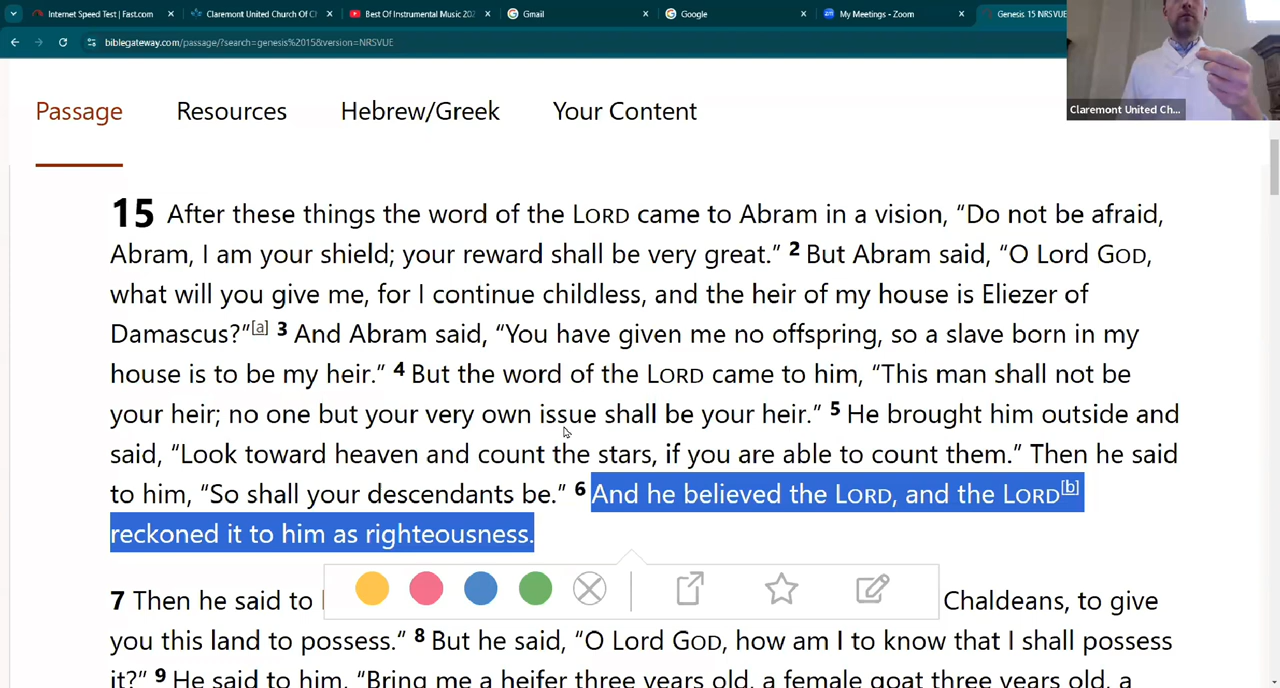 Internet Speed Test | Fast.com
Claremont United Church Of Ch
Best Of Instrumental Music 202
Gmail
Google
My Meetings - Zoom
Genesis 15 NRSVUE
biblegateway.com/passage/?search=genesis%2015&version=NRSVUE
Claremont United Ch...
Passage
Resources
Hebrew/Greek
Your Content
15 After these things the word of the LORD came to Abram in a vision, “Do not be afraid,
Abram, I am your shield; your reward shall be very great.” 2 But Abram said, “O Lord GOD,
what will you give me, for I continue childless, and the heir of my house is Eliezer of
Damascus?”[a] 3 And Abram said, “You have given me no offspring, so a slave born in my
house is to be my heir.” 4 But the word of the LORD came to him, “This man shall not be
your heir; no one but your very own issue shall be your heir.” 5 He brought him outside and
said, “Look toward heaven and count the stars, if you are able to count them.” Then he said
to him, “So shall your descendants be.” 6 And he believed the LORD, and the LORD[b]
reckoned it to him as righteousness.
7 Then he said to Chaldeans, to give
you this land to possess.” 8 But he said, “O Lord GOD, how am I to know that I shall possess
it?” 9 He said to him, “Bring me a heifer three years old, a female goat three years old, a